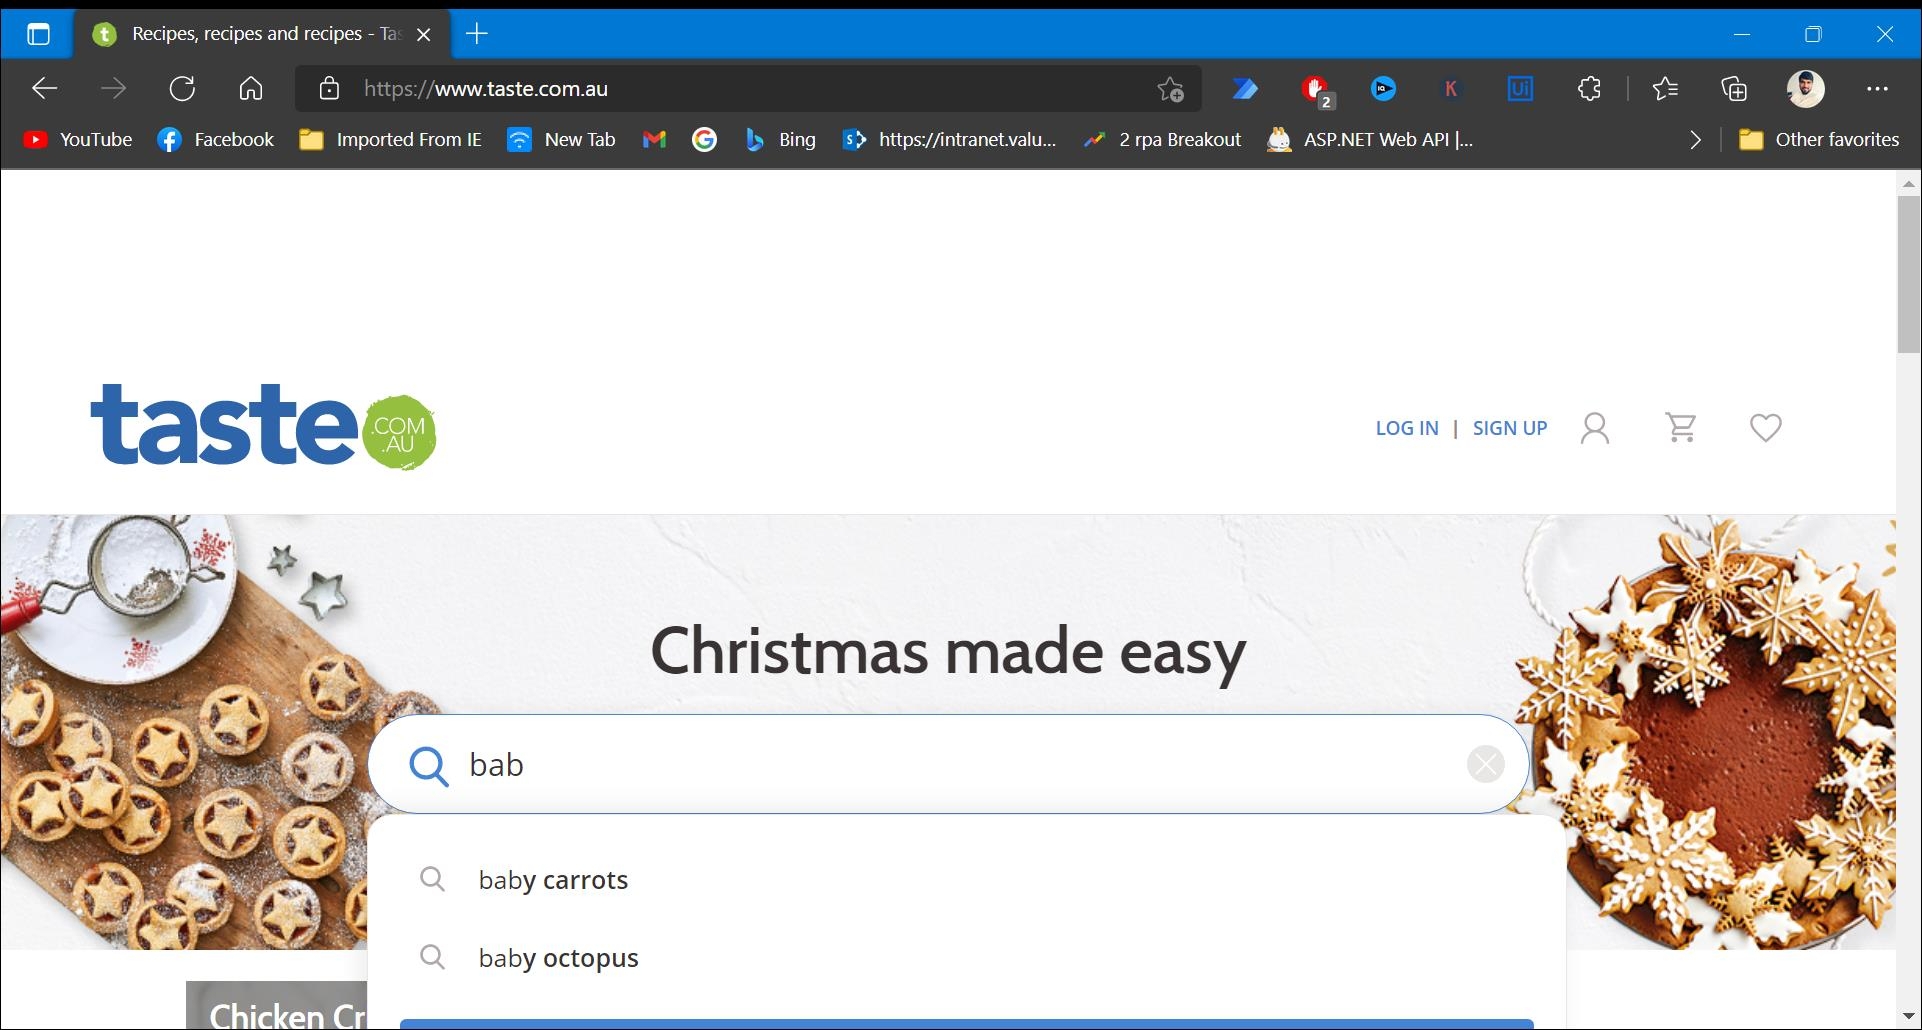 Recipes, recipes and recipes - Tas
https://www.taste.com.au
2
K
Ui
YouTube
Facebook
Imported From IE
New Tab
Bing
https://intranet.valu...
2 rpa Breakout
ASP.NET Web API |...
Other favorites
taste
.COM
.AU
LOG IN | SIGN UP
Christmas made easy
bab
baby carrots
baby octopus
Chicken Cr